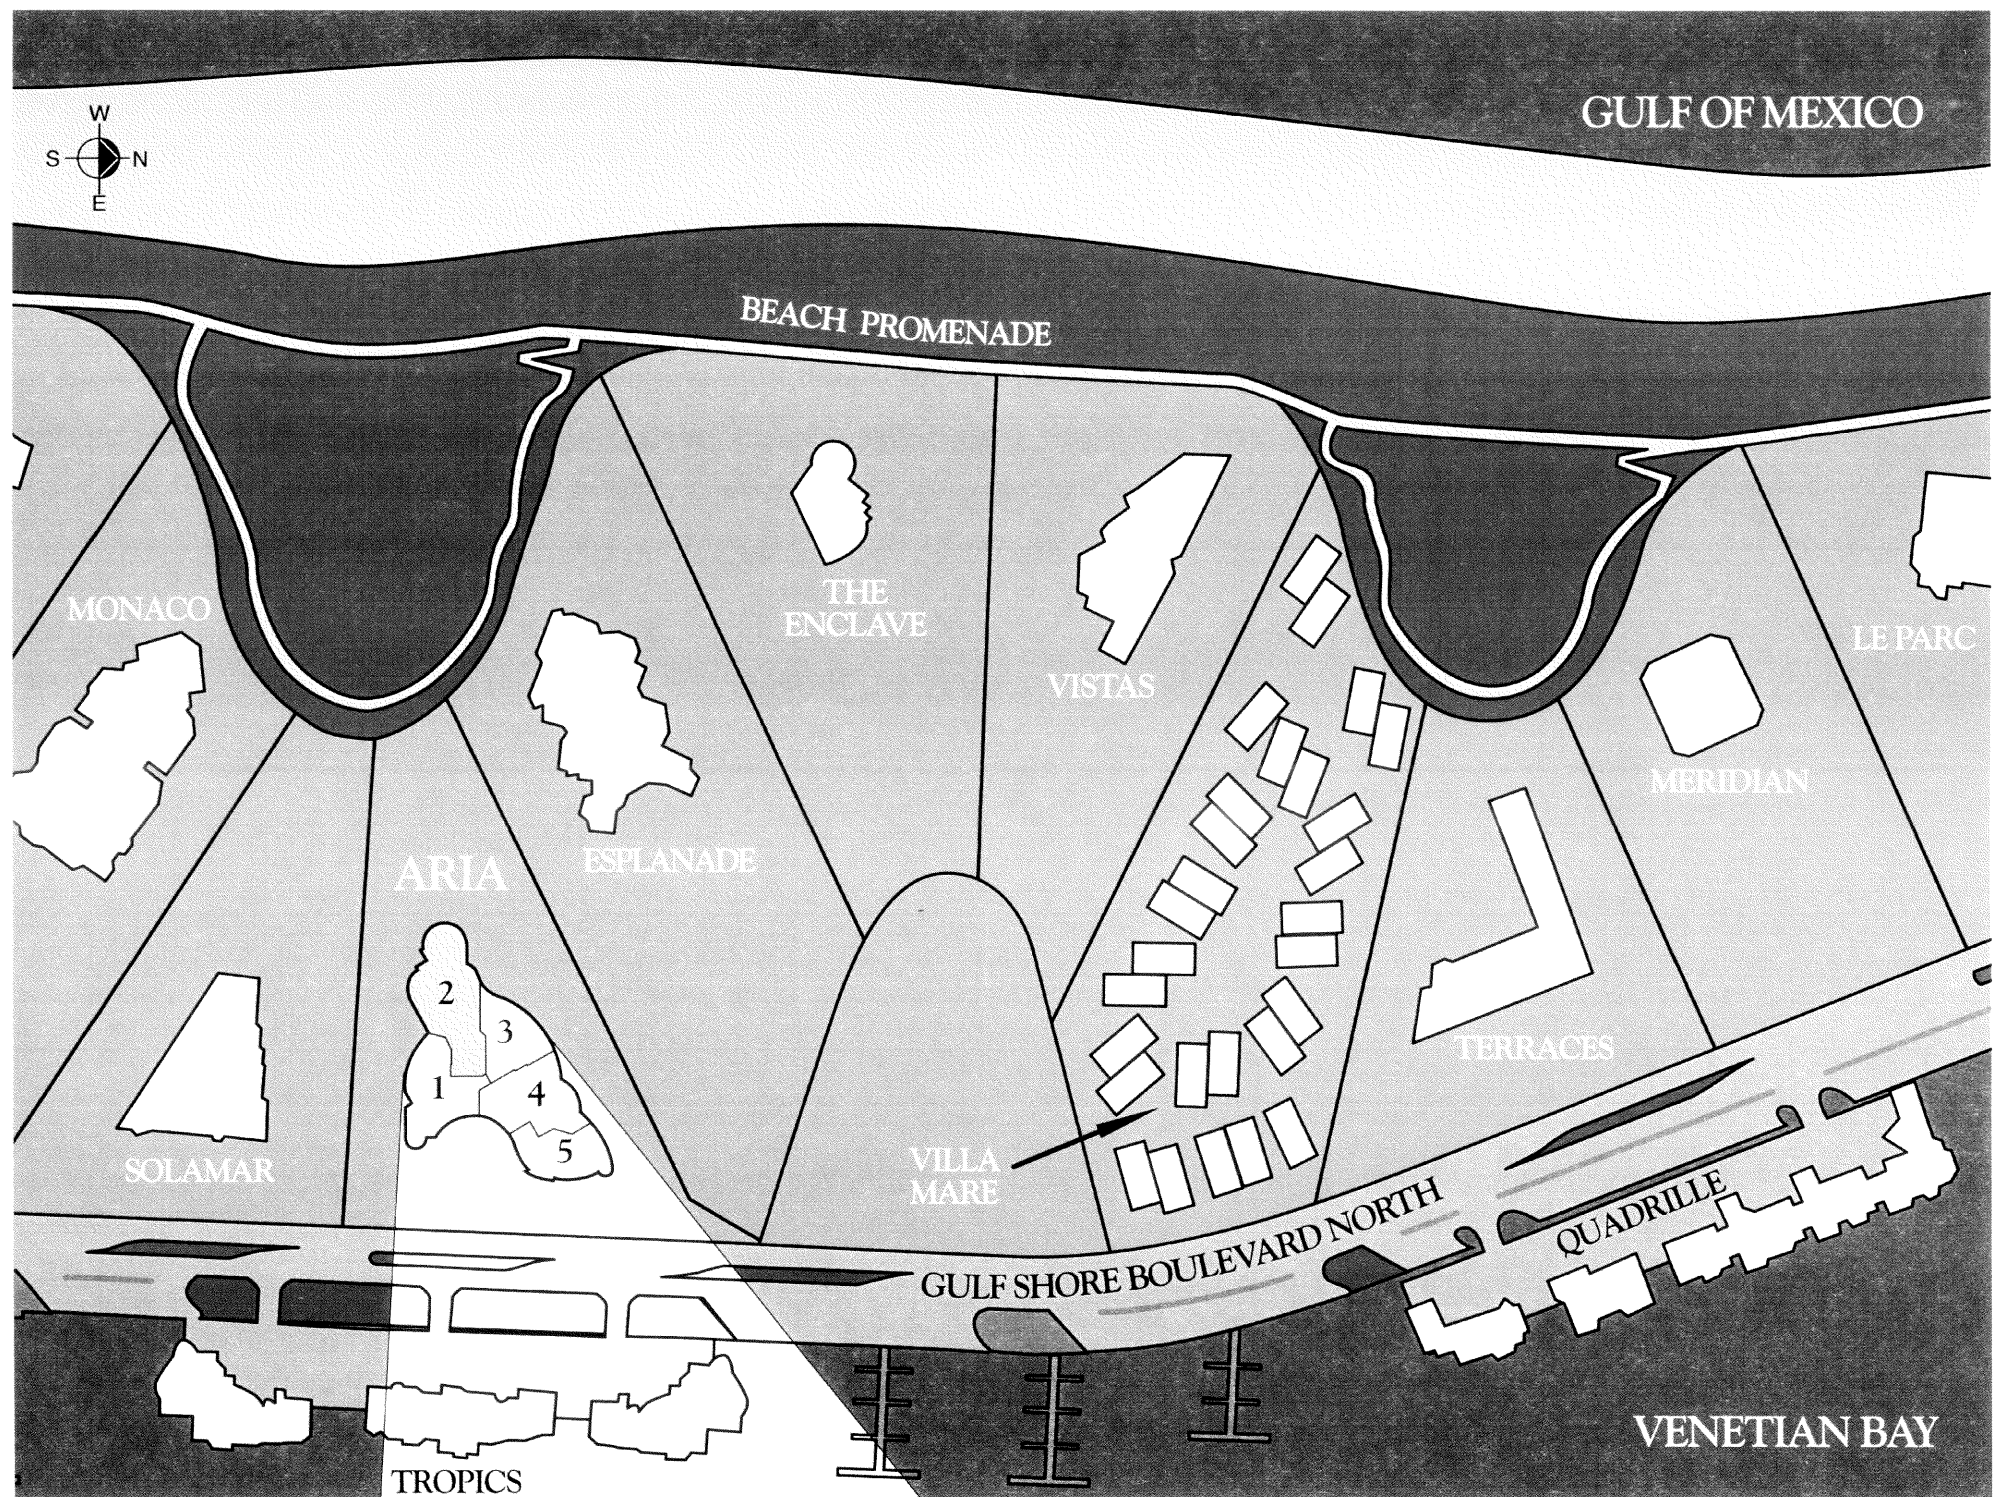 GULF OF MEXICO
W
S N
E
BEACH PROMENADE
MONACO
THE
ENCLAVE
LE PARC
VISTAS
MERIDIAN
ARIA
ESPLANADE
2
3
1
4
5
TERRACES
SOLAMAR
VILLA
MARE
GULF SHORE BOULEVARD NORTH
QUADRILLE
VENETIAN BAY
TROPICS